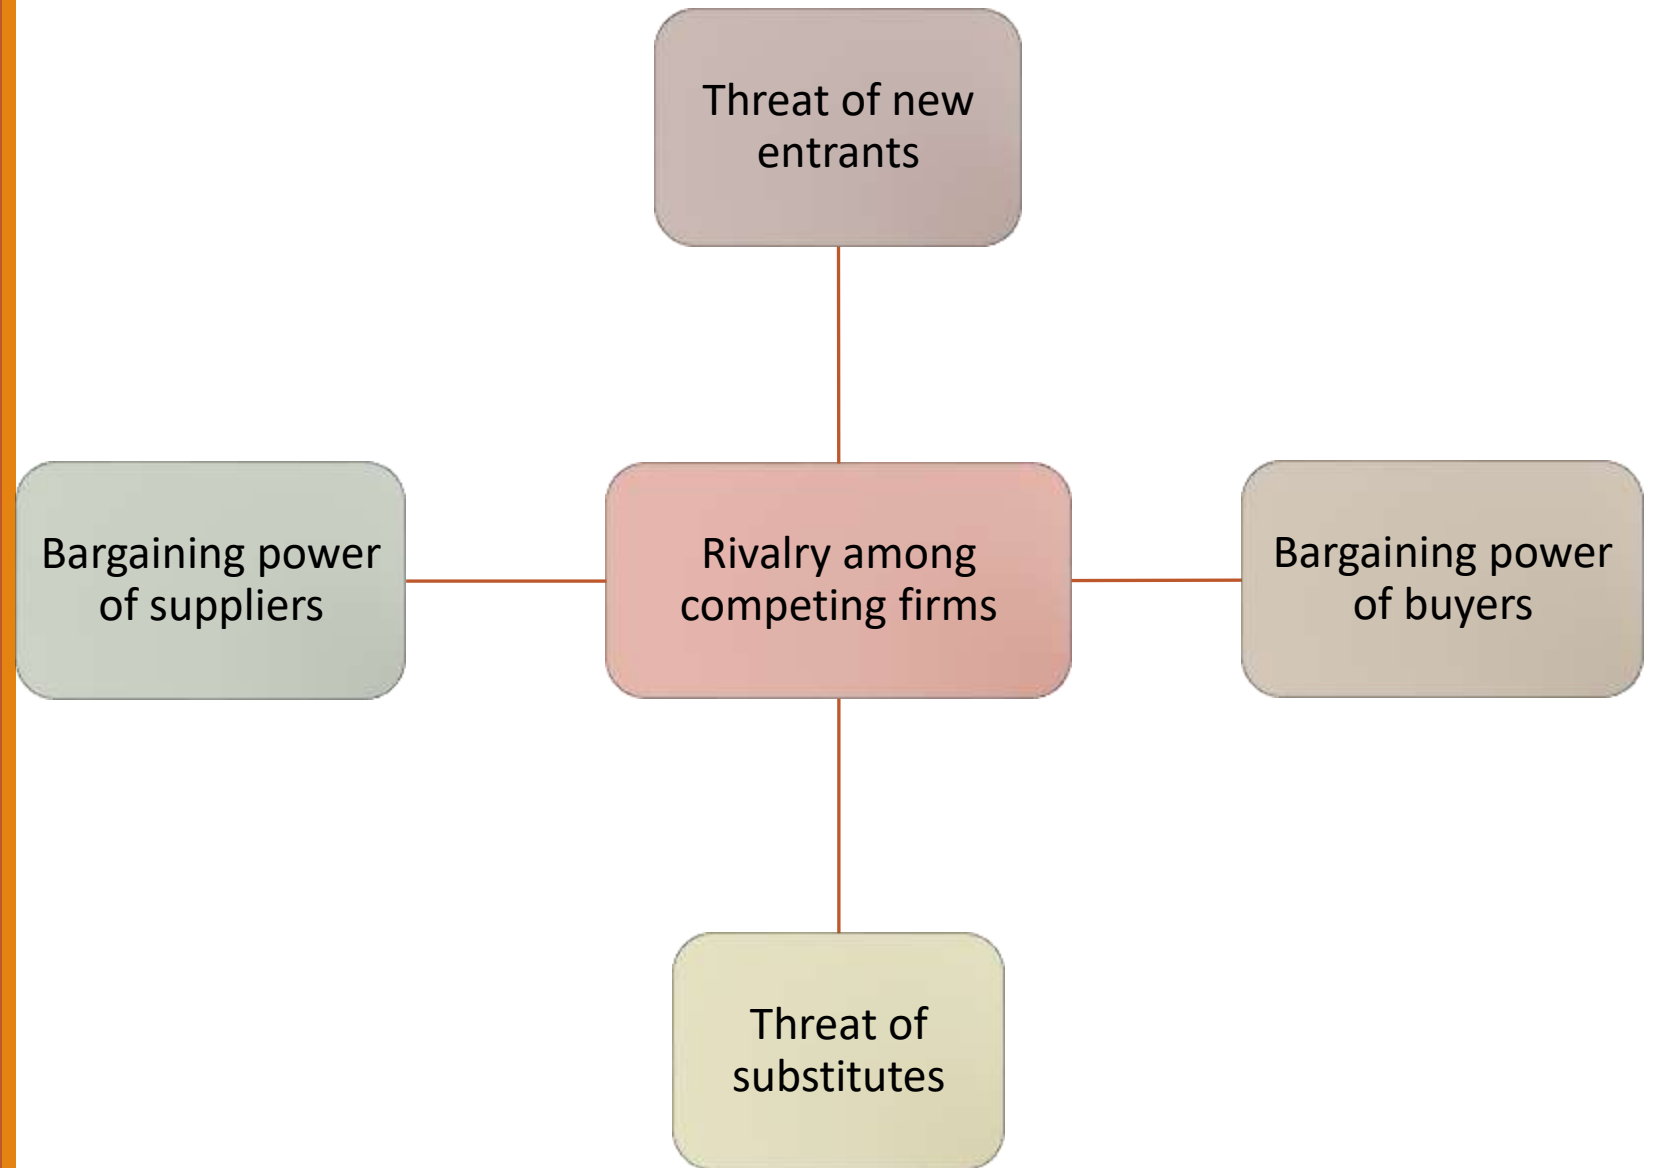 Threat of new
entrants
Bargaining power
of suppliers
Rivalry among
competing firms
Bargaining power
of buyers
Threat of
substitutes